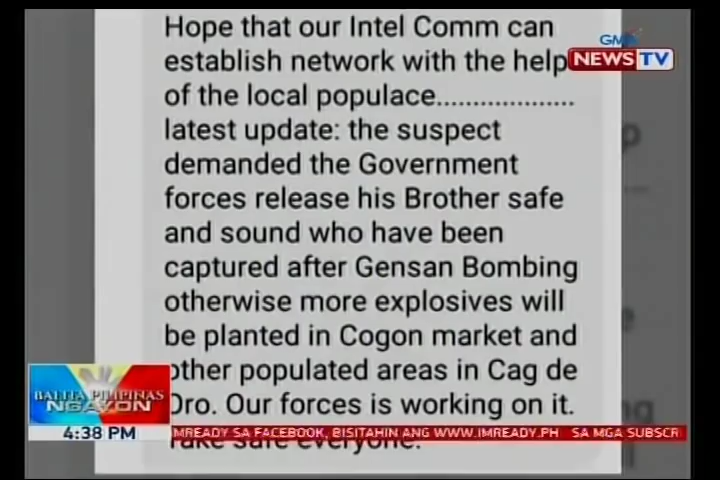 Hope that our Intel Comm can
establish network with the help
of the local populace...................
latest update: the suspect
demanded the Government
forces release his Brother safe
and sound who have been
captured after Gensan Bombing
otherwise more explosives will
be planted in Cogon market and
other populated areas in Cag de
Oro. Our forces is working on it.
Take safe everyone.
GMA
NEWS TV
BALITA PILIPINAS
NGAYON
4:38 PM
IMREADY SA FACEBOOK, BISITAHIN ANG WWW.IMREADY.PH SA MGA SUBSCR